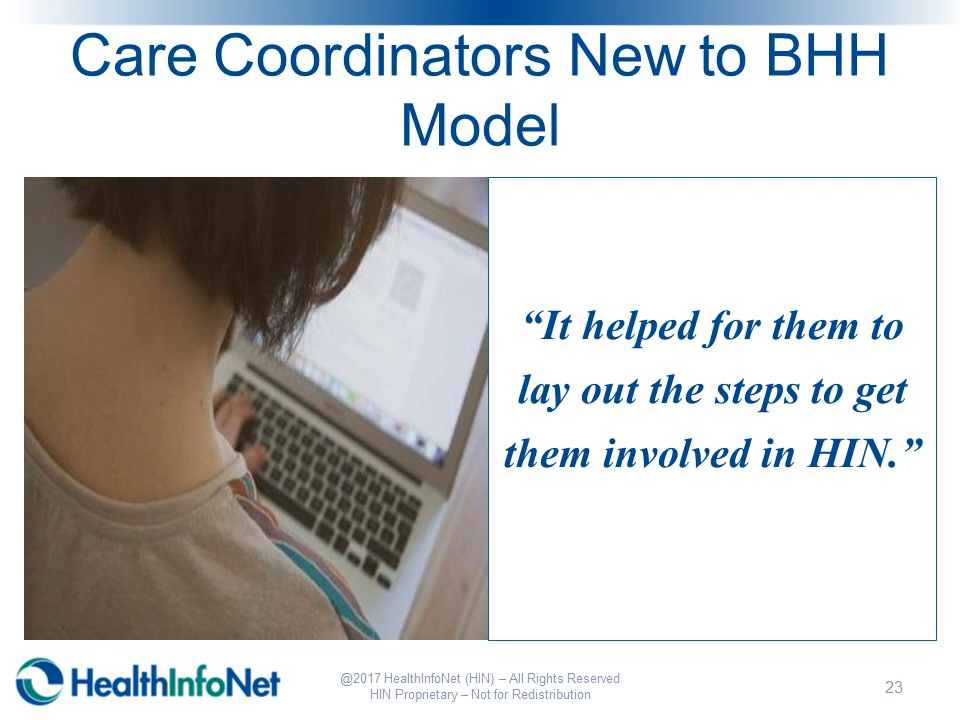 Care Coordinators New to BHH
Model
“It helped for them to
lay out the steps to get
them involved in HIN.”
HealthInfoNet
@2017 HealthInfoNet (HIN) – All Rights Reserved
HIN Proprietary – Not for Redistribution
23